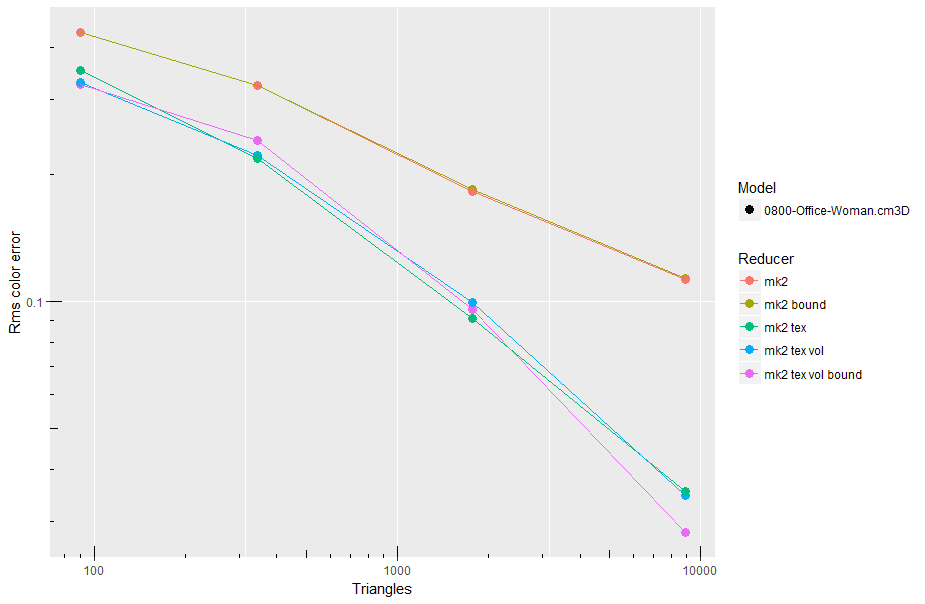 Rms color error
0.1
100
1000
10000
Triangles
Model
0800-Office-Woman.cm3D
Reducer
mk2
mk2 bound
mk2 tex
mk2 tex vol
mk2 tex vol bound